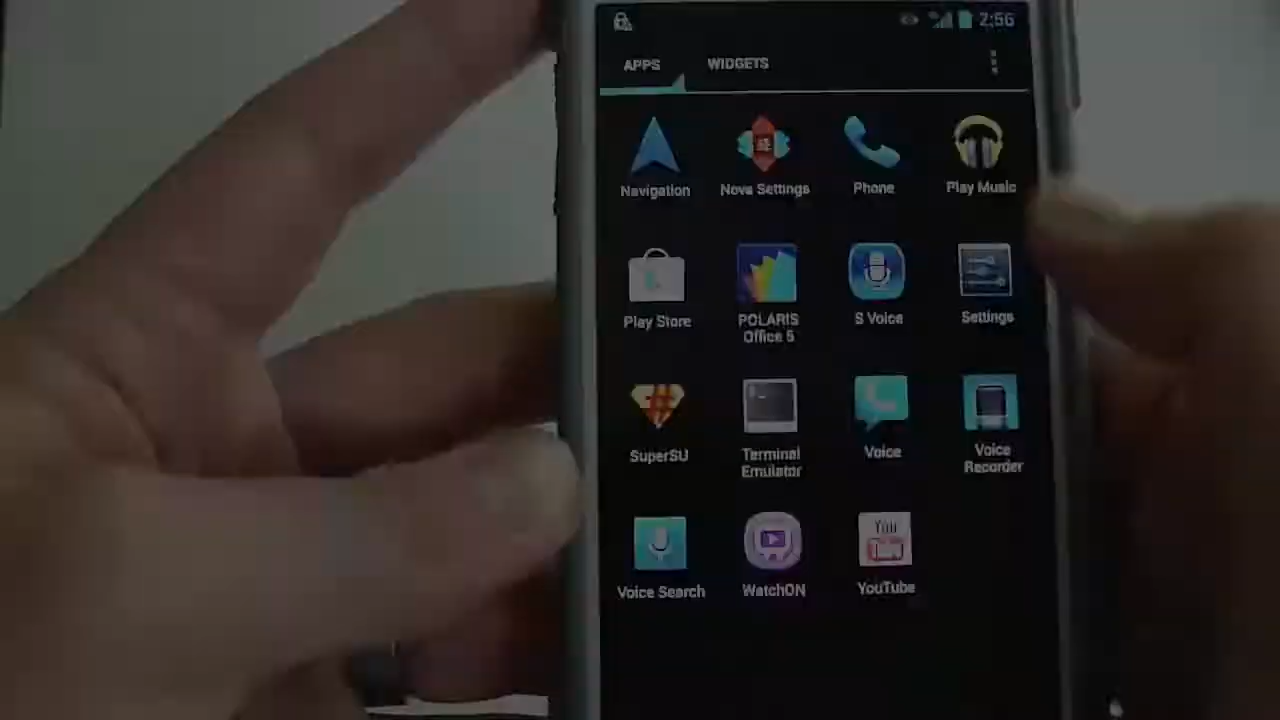 2:56
APPS WIDGETS
Navigation Nova Settings Phone Play Music
Play Store POLARIS Office 5 S Voice Settings
SuperSU Terminal Emulator Voice Voice Recorder
You
Voice Search WatchON YouTube